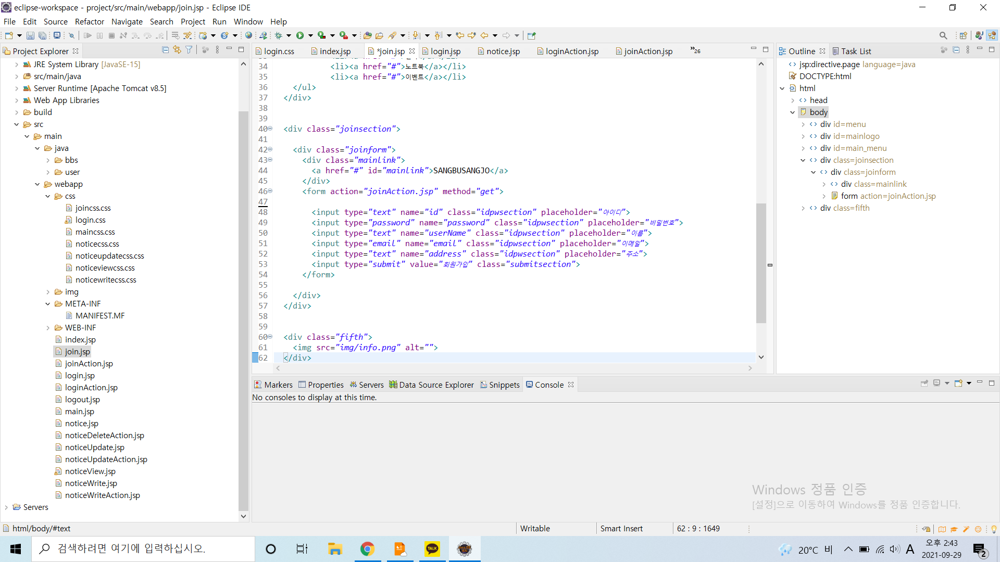 eclipse-workspace - project/src/main/webapp/join.jsp - Eclipse IDE
File Edit Source Refactor Navigate Search Project Run Window Help
Project Explorer
JRE System Library [JavaSE-15]
src/main/java
Server Runtime [Apache Tomcat v8.5]
Web App Libraries
build
src
main
java
bbs
user
webapp
css
joincss.css
login.css
maincss.css
noticecss.css
noticeupdatecss.css
noticeviewcss.css
noticewritecss.css
img
META-INF
MANIFEST.MF
WEB-INF
index.jsp
join.jsp
joinAction.jsp
login.jsp
loginAction.jsp
logout.jsp
main.jsp
notice.jsp
noticeDeleteAction.jsp
noticeUpdate.jsp
noticeUpdateAction.jsp
noticeView.jsp
noticeWrite.jsp
noticeWriteAction.jsp
Servers
login.css index.jsp *join.jsp login.jsp notice.jsp loginAction.jsp joinAction.jsp »26
34 <li><a href="#">노트북</a></li>
35 <li><a href="#">이벤트</a></li>
36 </ul>
37 </div>
38
39
40 <div class="joinsection">
41
42 <div class="joinform">
43 <div class="mainlink">
44 <a href="#" id="mainlink">SANGBUSANGJO</a>
45 </div>
46 <form action="joinAction.jsp" method="get">
47
48 <input type="text" name="id" class="idpwsection" placeholder="아이디">
49 <input type="password" name="password" class="idpwsection" placeholder="비밀번호">
50 <input type="text" name="userName" class="idpwsection" placeholder="이름">
51 <input type="email" name="email" class="idpwsection" placeholder="이메일">
52 <input type="text" name="address" class="idpwsection" placeholder="주소">
53 <input type="submit" value="회원가입" class="submitsection">
54 </form>
55
56 </div>
57 </div>
58
59
60 <div class="fifth">
61 <img src="img/info.png" alt="">
62 </div>
Outline Task List
jsp:directive.page language=java
DOCTYPE:html
html
head
body
div id=menu
div id=mainlogo
div id=main_menu
div class=joinsection
div class=joinform
div class=mainlink
form action=joinAction.jsp
div class=fifth
Markers Properties Servers Data Source Explorer Snippets Console
No consoles to display at this time.
Windows 정품 인증
[설정]으로 이동하여 Windows를 정품 인증합니다.
html/body/#text Writable Smart Insert 62 : 9 : 1649
검색하려면 여기에 입력하십시오.
TALK
20°C 비
A
오후 2:43
2021-09-29
2